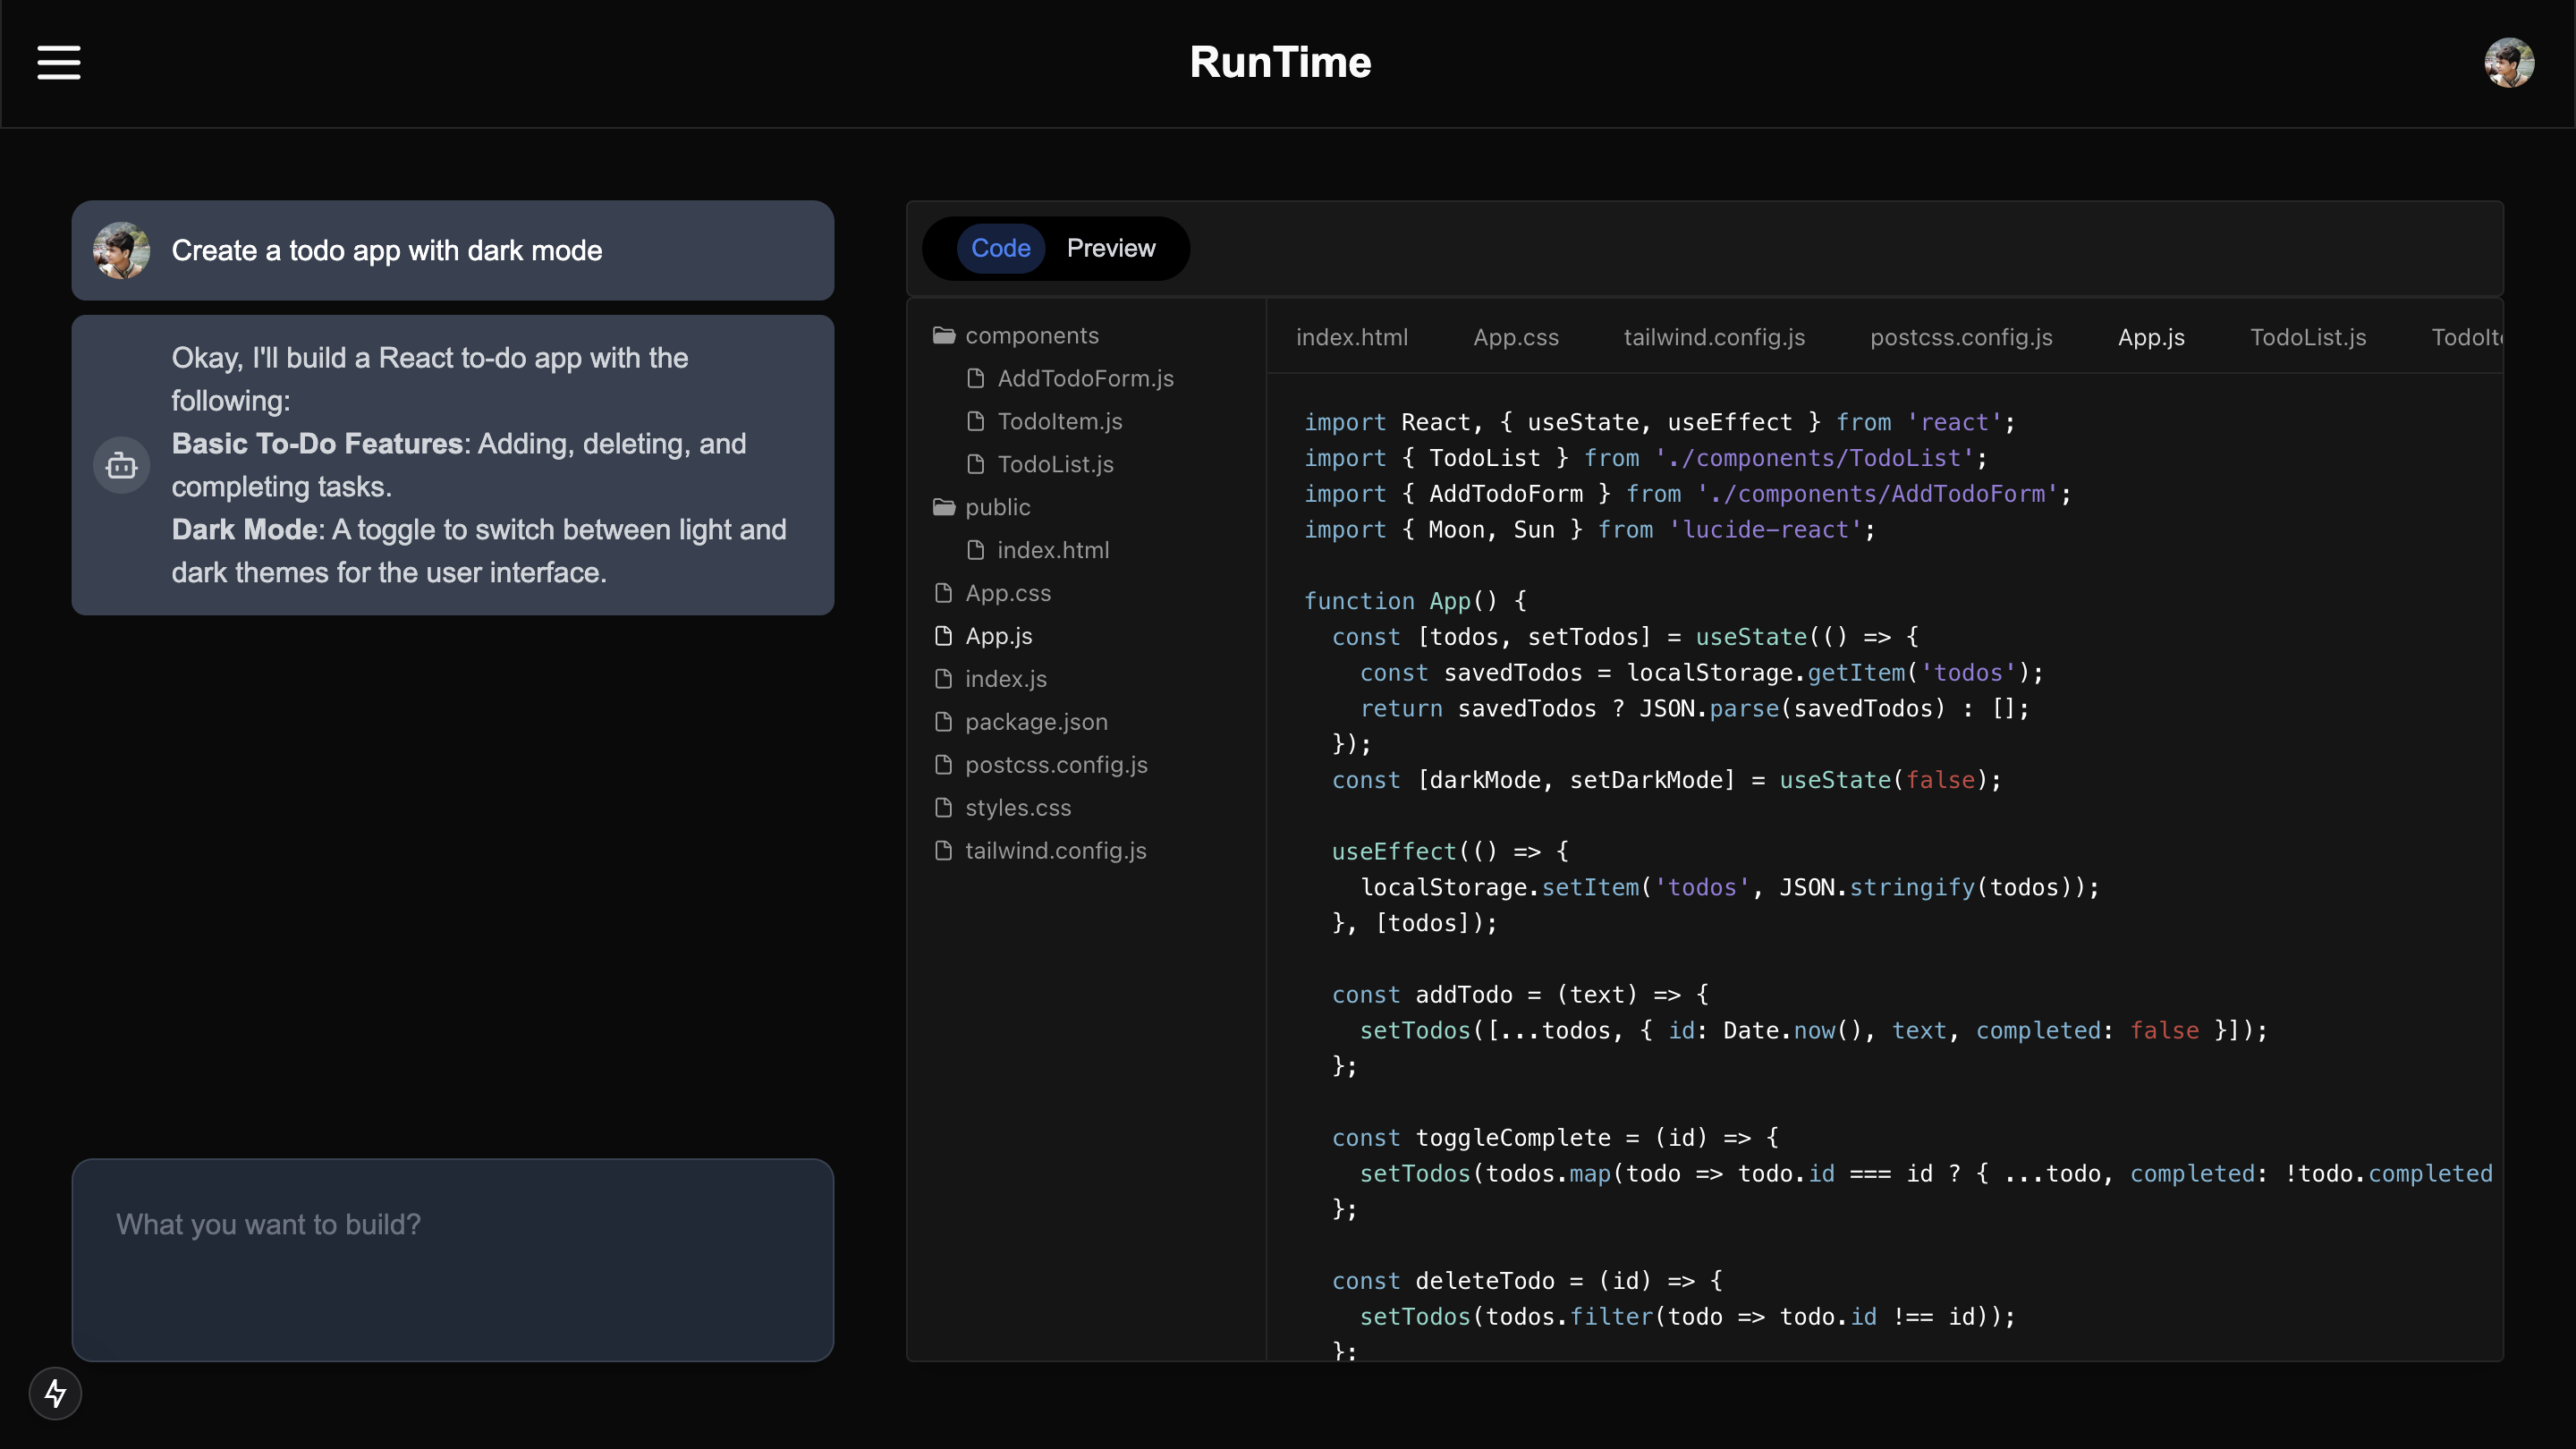 RunTime
Create a todo app with dark mode
Okay, I'll build a React to-do app with the
following:
Basic To-Do Features: Adding, deleting, and
completing tasks.
Dark Mode: A toggle to switch between light and
dark themes for the user interface.
What you want to build?
Code Preview
components
AddTodoForm.js
TodoItem.js
TodoList.js
public
index.html
App.css
App.js
index.js
package.json
postcss.config.js
styles.css
tailwind.config.js
index.html App.css tailwind.config.js postcss.config.js App.js TodoList.js TodoIt
import React, { useState, useEffect } from 'react';
import { TodoList } from './components/TodoList';
import { AddTodoForm } from './components/AddTodoForm';
import { Moon, Sun } from 'lucide-react';
function App() {
const [todos, setTodos] = useState(() => {
const savedTodos = localStorage.getItem('todos');
return savedTodos ? JSON.parse(savedTodos) : [];
});
const [darkMode, setDarkMode] = useState(false);
useEffect(() => {
localStorage.setItem('todos', JSON.stringify(todos));
}, [todos]);
const addTodo = (text) => {
setTodos([...todos, { id: Date.now(), text, completed: false }]);
};
const toggleComplete = (id) => {
setTodos(todos.map(todo => todo.id === id ? { ...todo, completed: !todo.completed
};
const deleteTodo = (id) => {
setTodos(todos.filter(todo => todo.id !== id));
};